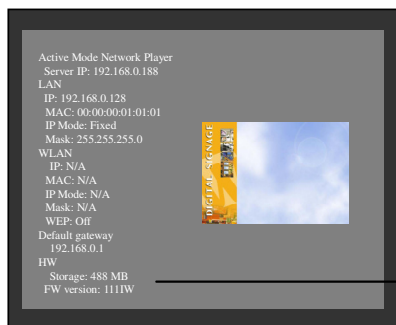 Active Mode Network Player
Server IP: 192.168.0.188
LAN
IP: 192.168.0.128
MAC: 00:00:00:01:01:01
IP Mode: Fixed
Mask: 255.255.255.0
WLAN
IP: N/A
MAC: N/A
IP Mode: N/A
Mask: N/A
WEP: Off
Default gateway
192.168.0.1
HW
Storage: 488 MB
FW version: 111IW
DIGITAL SIGNAGE